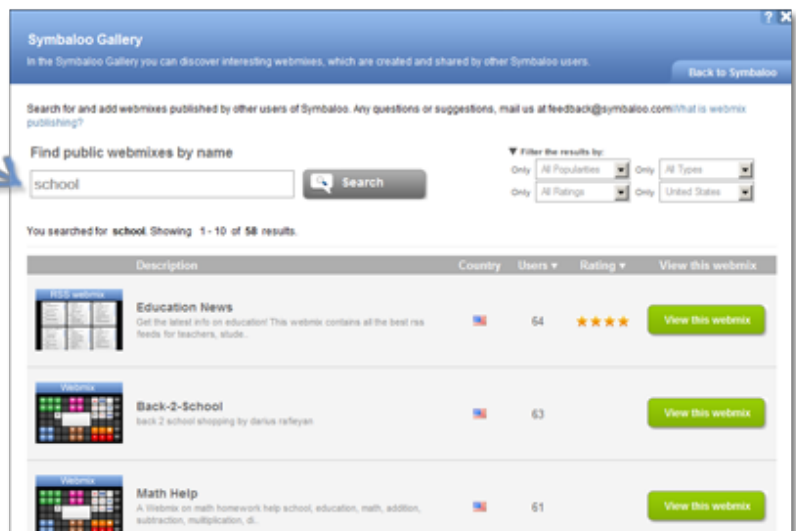 ? X
Symbaloo Gallery
In the Symbaloo Gallery you can discover interesting webmixes, which are created and shared by other Symbaloo users.
Back to Symbaloo
Search for and add webmixes published by other users of Symbaloo. Any questions or suggestions, mail us at feedback@symbaloo.com What is webmix
publishing?
Find public webmixes by name
▼ Filter the results by:
Only All Popularities Only All Types
school Search
Only All Ratings Only United States
You searched for school. Showing 1 - 10 of 58 results.
Description Country Users ▾ Rating ▾ View this webmix
RSS webmix
Education News
Get the latest info on education! This webmix contains all the best rss
feeds for teachers, stude..
64 View this webmix
Webmix
Back-2-School
back 2 school shopping by darius rafieyan
63 View this webmix
Webmix
Math Help
A Webmix on math homework help school, education, math, addition,
subtraction, multiplication, di..
61 View this webmix